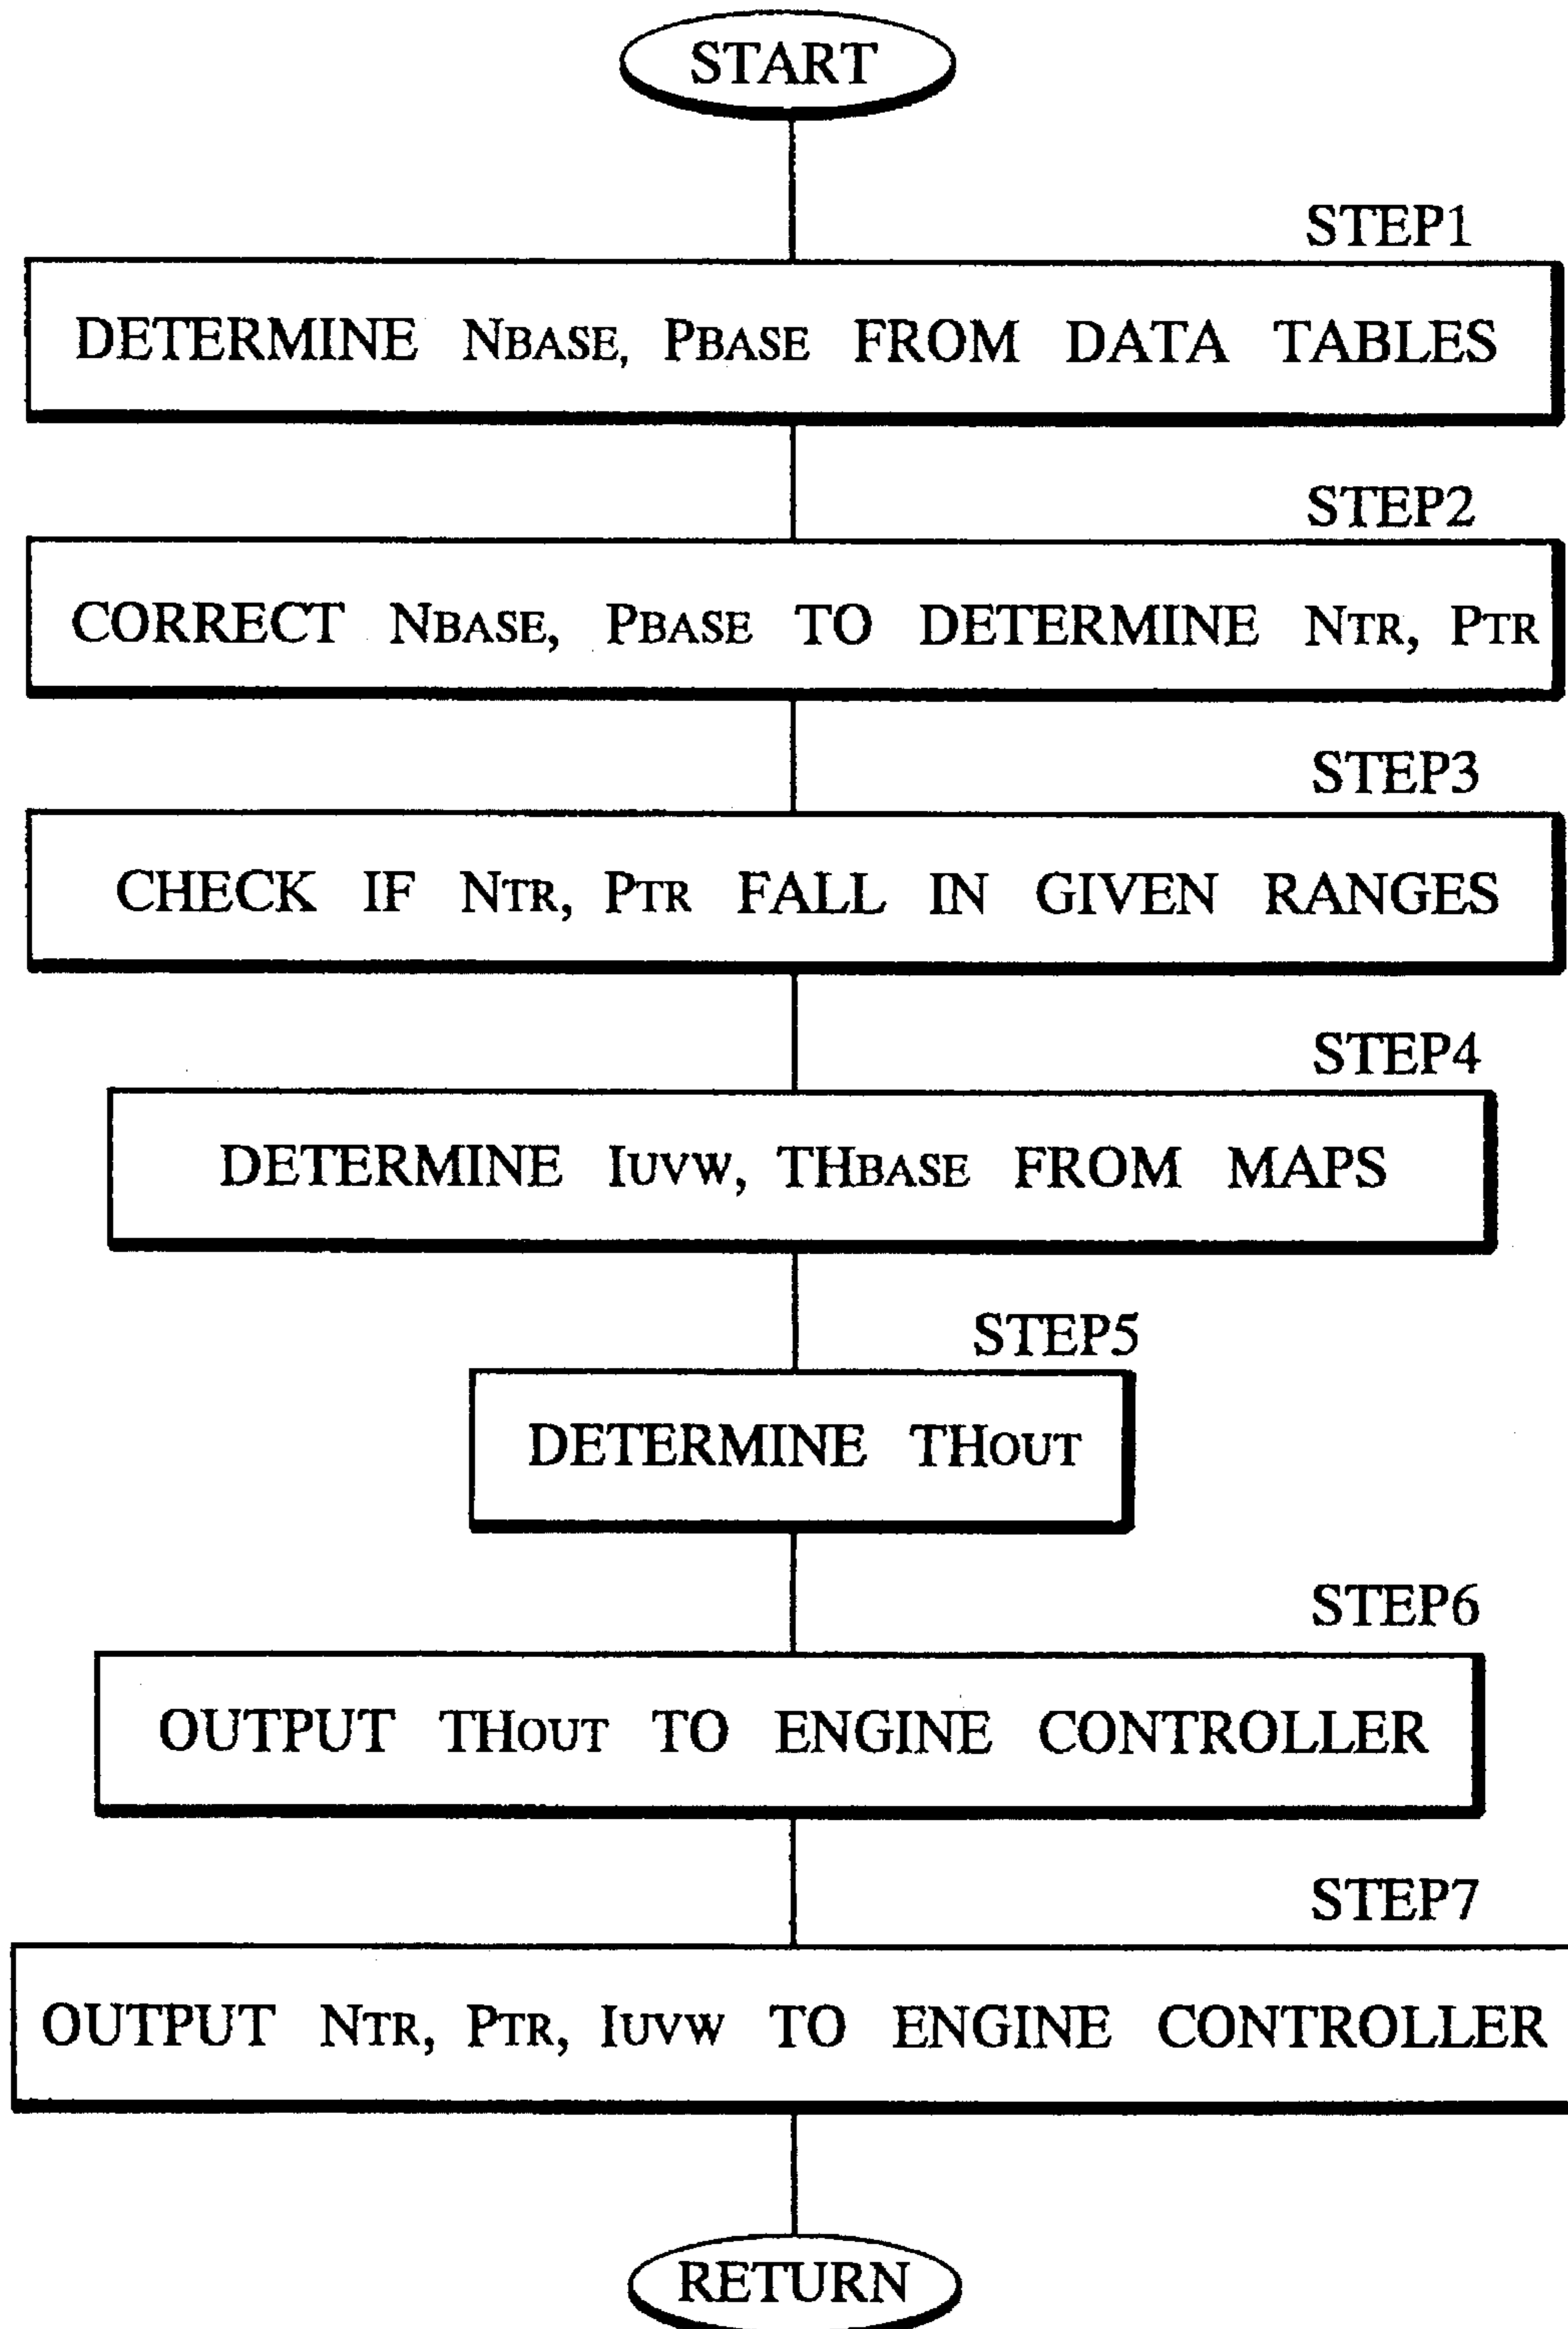 START
STEP1
DETERMINE NBASE, PBASE FROM DATA TABLES
STEP2
CORRECT NBASE, PBASE TO DETERMINE NTR, PTR
STEP3
CHECK IF NTR, PTR FALL IN GIVEN RANGES
STEP4
DETERMINE IUVW, THBASE FROM MAPS
STEP5
DETERMINE THOUT
STEP6
OUTPUT THOUT TO ENGINE CONTROLLER
STEP7
OUTPUT NTR, PTR, IUVW TO ENGINE CONTROLLER
RETURN